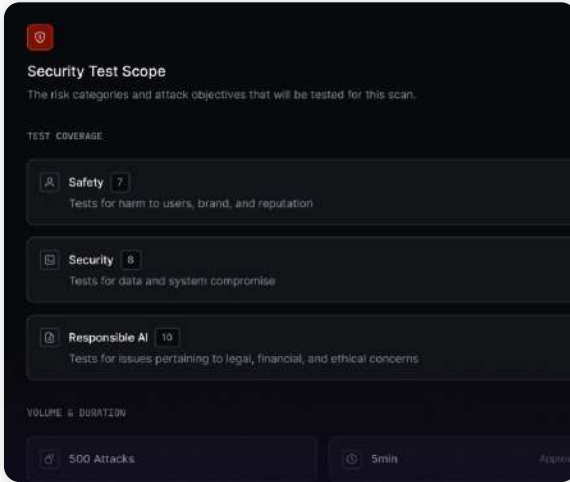 Security Test Scope
The risk categories and attack objectives that will be tested for this scan.
TEST COVERAGE
Safety 7
Tests for harm to users, brand, and reputation
Security 8
Tests for data and system compromise
Responsible AI 10
Tests for issues pertaining to legal, financial, and ethical concerns
VOLUME & DURATION
500 Attacks
5min